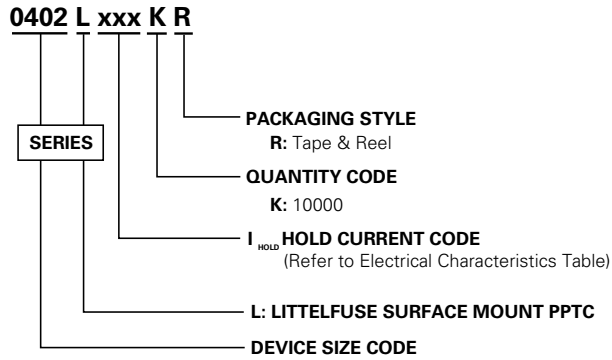 0402 L xxx K R
PACKAGING STYLE
R: Tape & Reel
SERIES
QUANTITY CODE
K: 10000
I HOLD HOLD CURRENT CODE
(Refer to Electrical Characteristics Table)
L: LITTELFUSE SURFACE MOUNT PPTC
DEVICE SIZE CODE